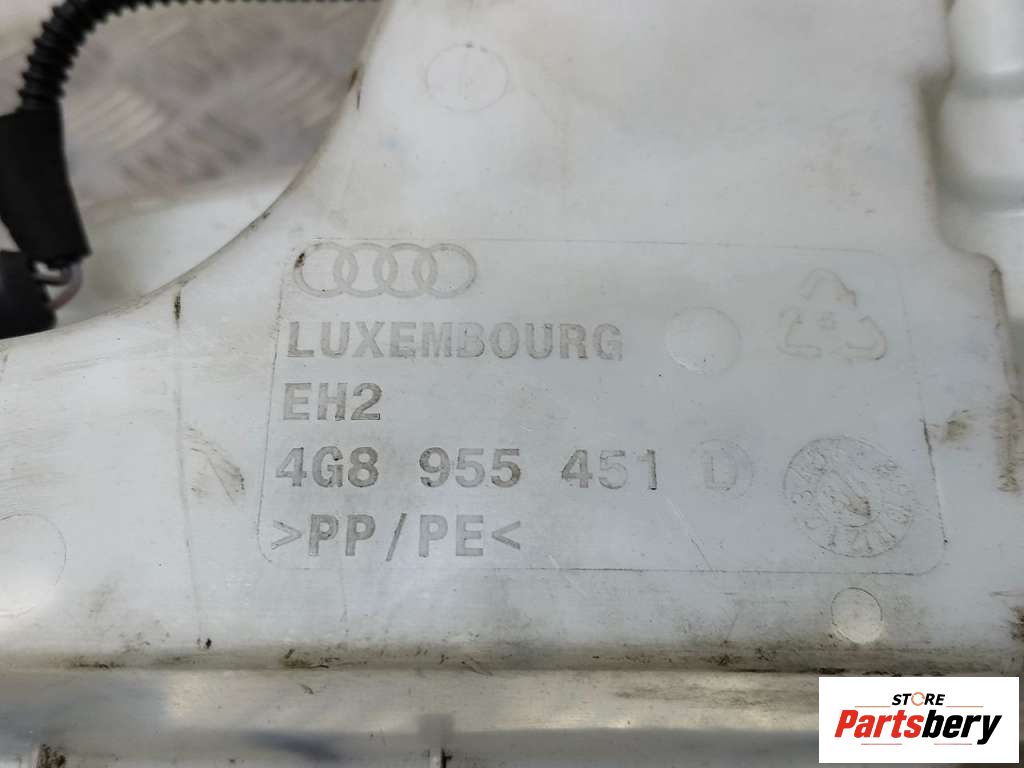 LUXEMBOURG
EH2
4G8 955 451 D
>PP/PE<
STORE
Partsbery